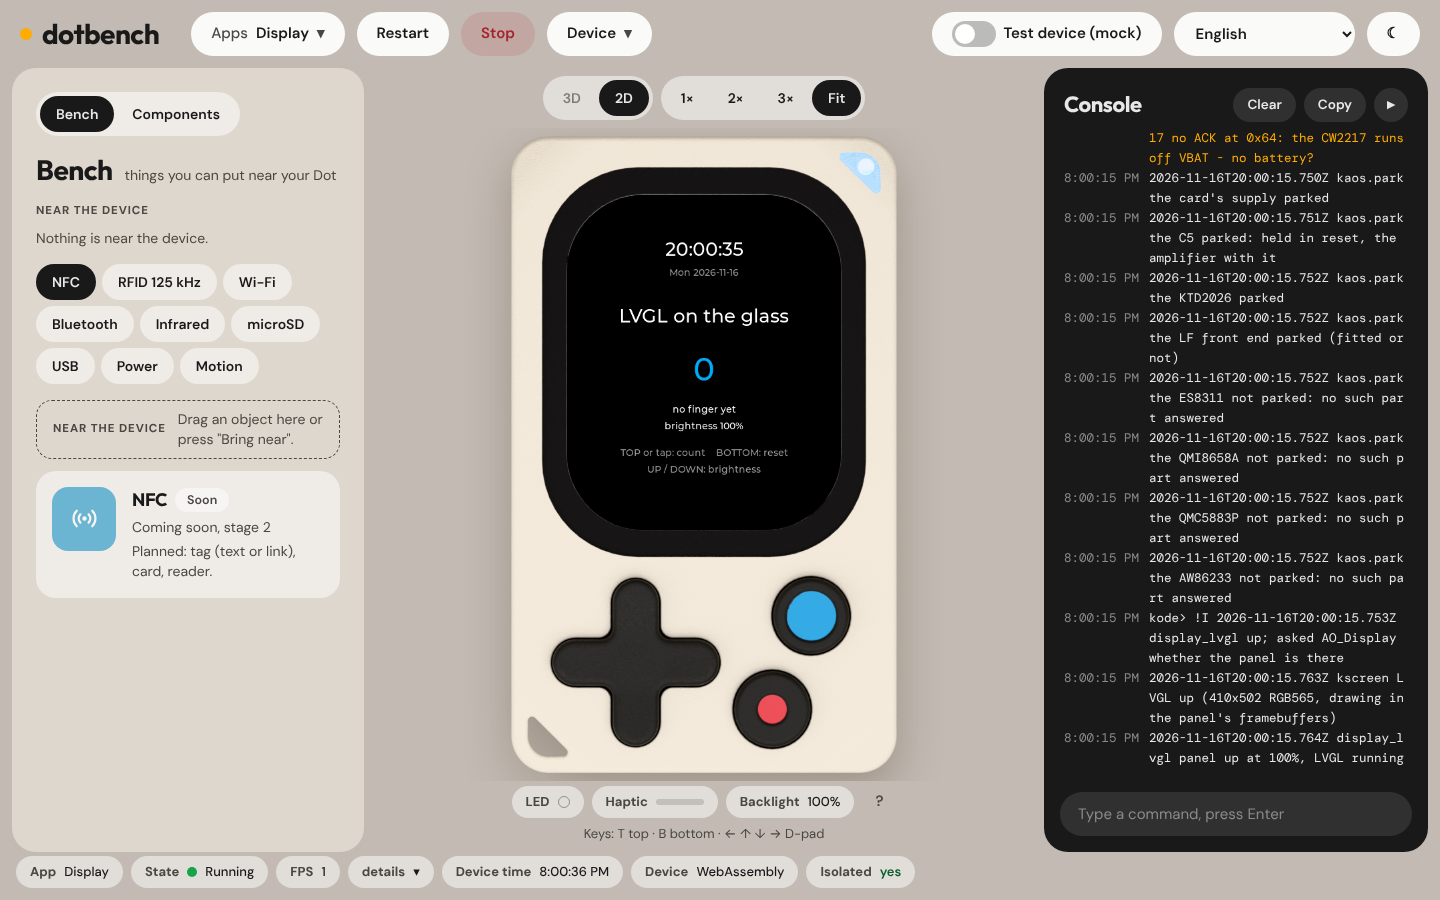 dotbench
Apps Display ▾
Restart
Stop
Device ▾
Test device (mock)
English
Bench
Components
Bench things you can put near your Dot
NEAR THE DEVICE
Nothing is near the device.
NFC
RFID 125 kHz
Wi-Fi
Bluetooth
Infrared
microSD
USB
Power
Motion
NEAR THE DEVICE
Drag an object here or
press "Bring near".
NFC Soon
Coming soon, stage 2
Planned: tag (text or link),
card, reader.
3D
2D
1×
2×
3×
Fit
20:00:35
Mon 2026-11-16
LVGL on the glass
0
no finger yet
brightness 100%
TOP or tap: count BOTTOM: reset
UP / DOWN: brightness
LED
Haptic
Backlight 100%
?
Keys: T top · B bottom · ← ↑ ↓ → D-pad
Console
Clear
Copy
17 no ACK at 0x64: the CW2217 runs
off VBAT - no battery?
8:00:15 PM 2026-11-16T20:00:15.750Z kaos.park
the card's supply parked
8:00:15 PM 2026-11-16T20:00:15.751Z kaos.park
the C5 parked: held in reset, the
amplifier with it
8:00:15 PM 2026-11-16T20:00:15.752Z kaos.park
the KTD2026 parked
8:00:15 PM 2026-11-16T20:00:15.752Z kaos.park
the LF front end parked (fitted or
not)
8:00:15 PM 2026-11-16T20:00:15.752Z kaos.park
the ES8311 not parked: no such par
t answered
8:00:15 PM 2026-11-16T20:00:15.752Z kaos.park
the QMI8658A not parked: no such p
art answered
8:00:15 PM 2026-11-16T20:00:15.752Z kaos.park
the QMC5883P not parked: no such p
art answered
8:00:15 PM 2026-11-16T20:00:15.752Z kaos.park
the AW86233 not parked: no such pa
rt answered
8:00:15 PM kode> !I 2026-11-16T20:00:15.753Z
display_lvgl up; asked AO_Display
whether the panel is there
8:00:15 PM 2026-11-16T20:00:15.763Z kscreen L
VGL up (410x502 RGB565, drawing in
the panel's framebuffers)
8:00:15 PM 2026-11-16T20:00:15.764Z display_l
vgl panel up at 100%, LVGL running
Type a command, press Enter
App Display
State Running
FPS 1
details ▾
Device time 8:00:36 PM
Device WebAssembly
Isolated yes